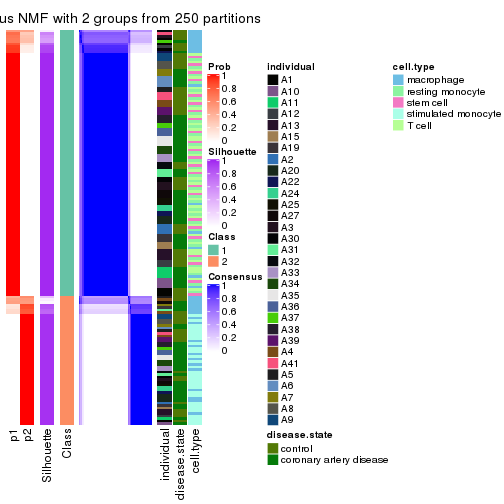 us NMF with 2 groups from 250 partitions
Prob
1
0.8
0.6
0.4
0.2
0
Silhouette
1
0.8
0.6
0.4
0.2
0
Class
1
2
Consensus
1
0.8
0.6
0.4
0.2
0
individual
A1
A10
A11
A12
A13
A15
A19
A2
A20
A22
A24
A25
A27
A3
A30
A31
A32
A33
A34
A35
A36
A37
A38
A39
A4
A41
A5
A6
A7
A8
A9
disease.state
control
coronary artery disease
cell.type
macrophage
resting monocyte
stem cell
stimulated monocyte
T cell
p1
p2
Silhouette
Class
individual
disease.state
cell.type